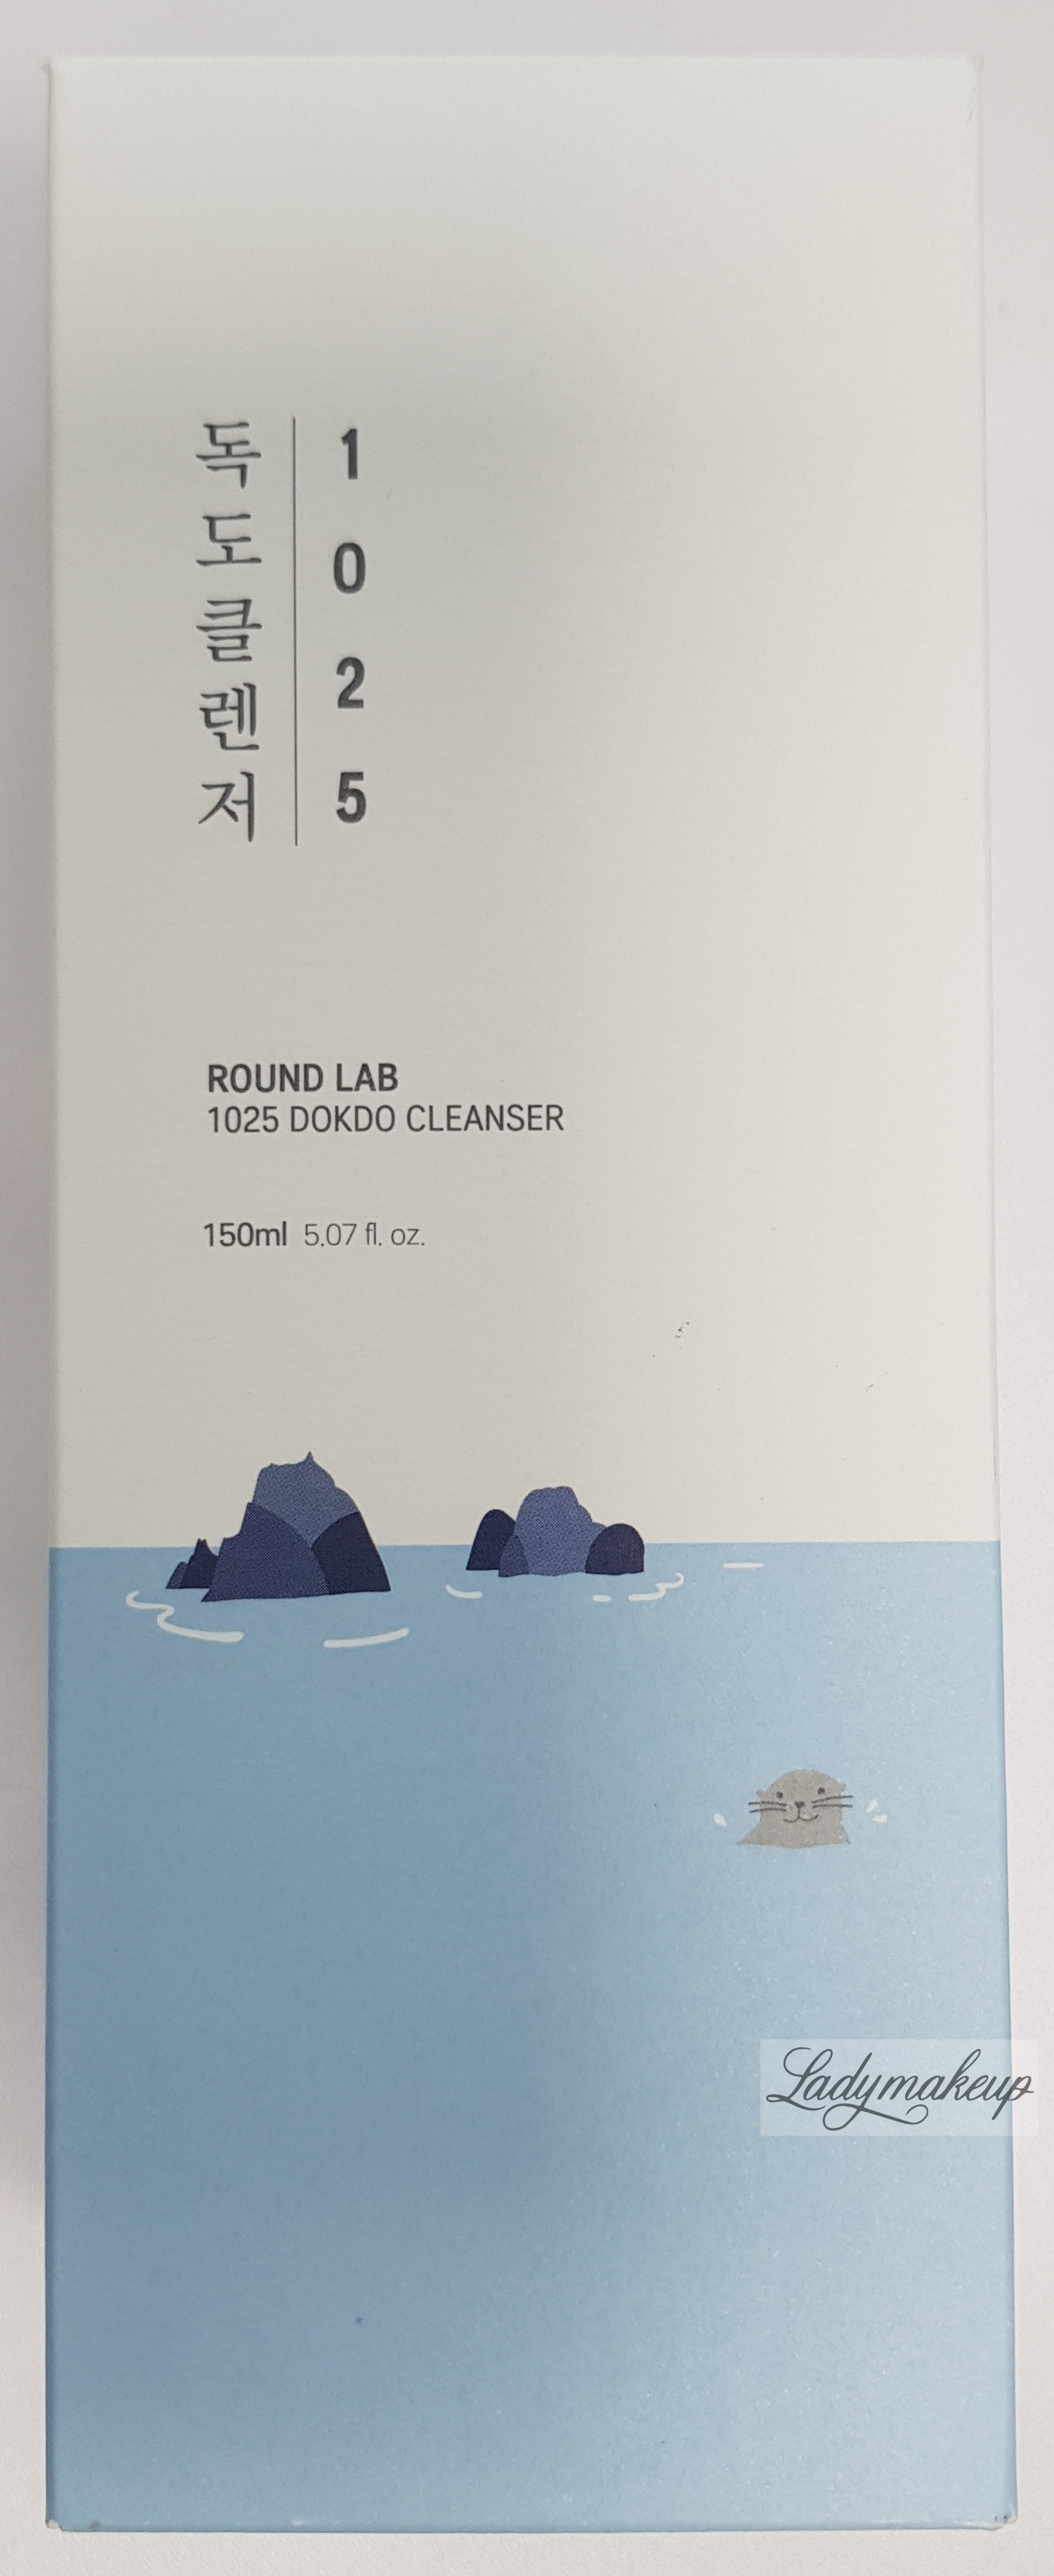 독도클렌저
1025
ROUND LAB
1025 DOKDO CLEANSER
150ml 5.07 fl. oz.
Ladymakeup